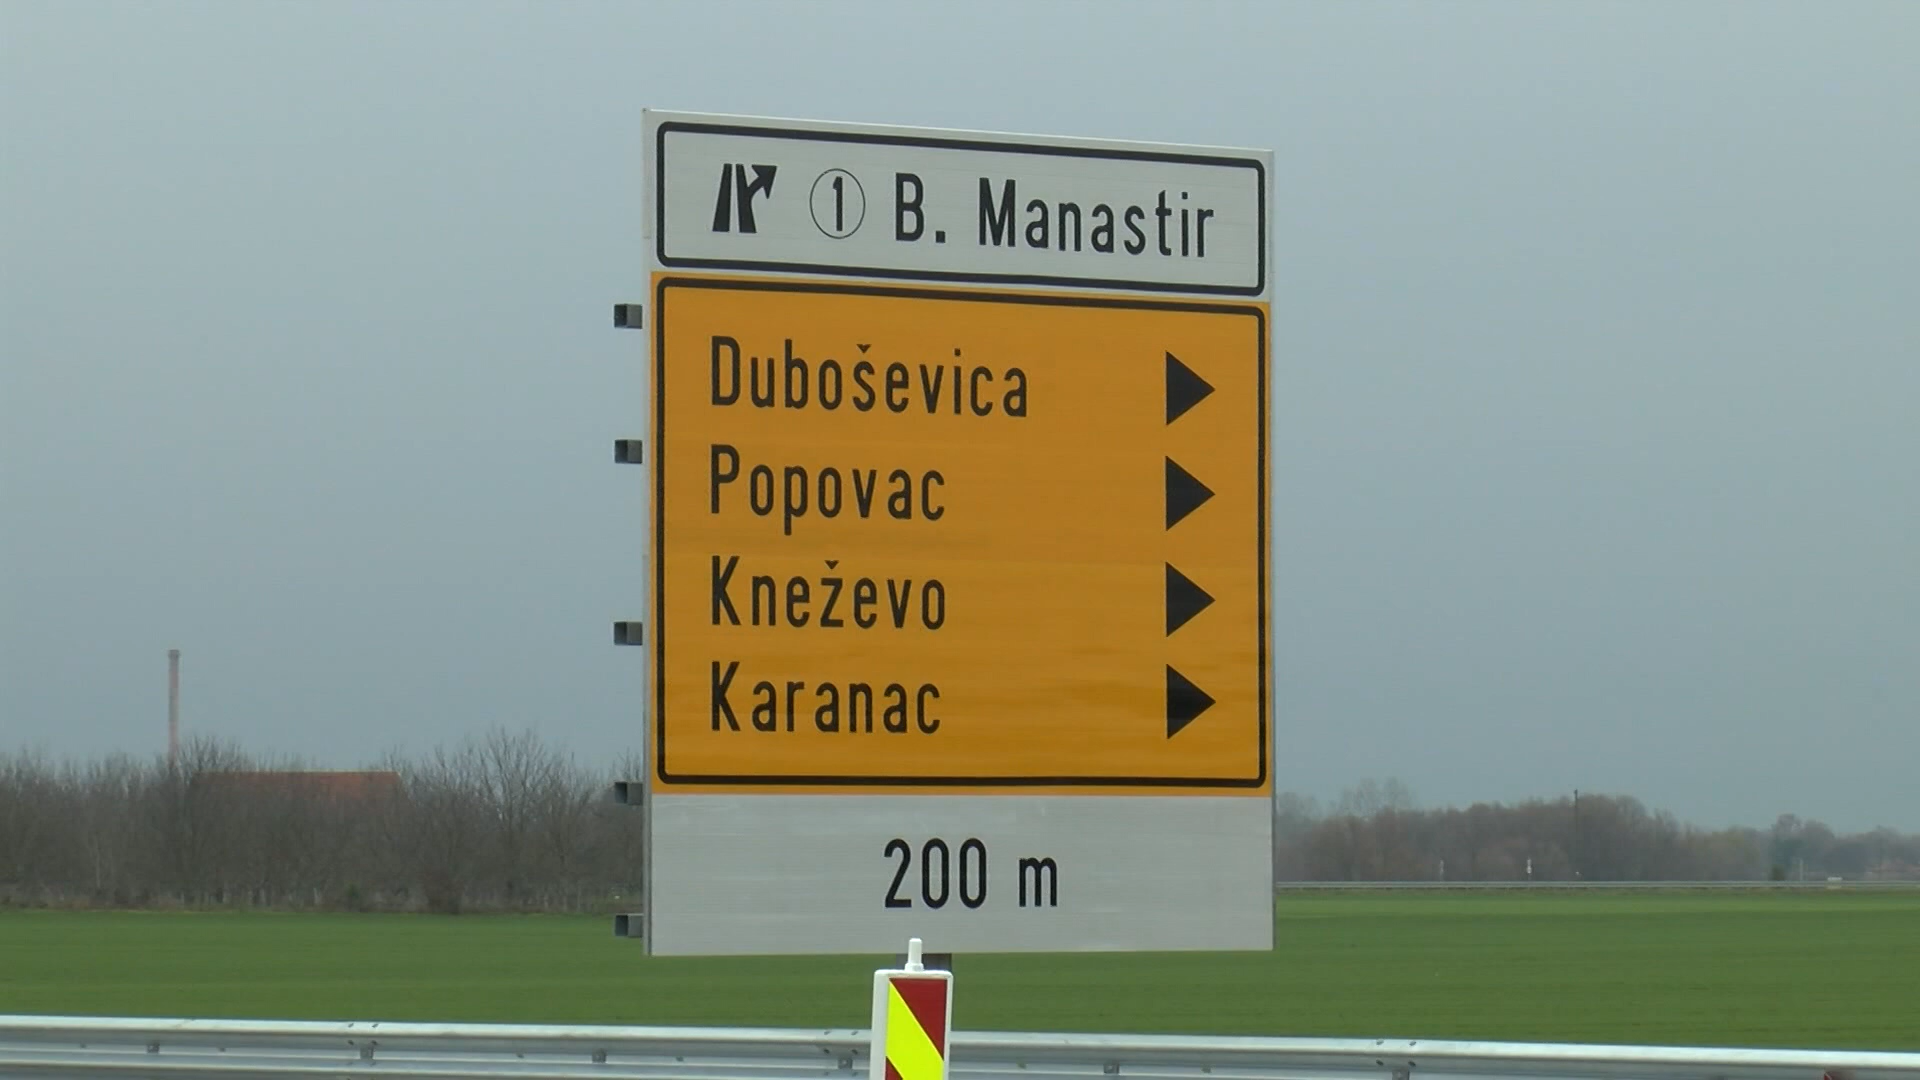 1 B. Manastir
Duboševica
Popovac
Kneževo
Karanac
200 m